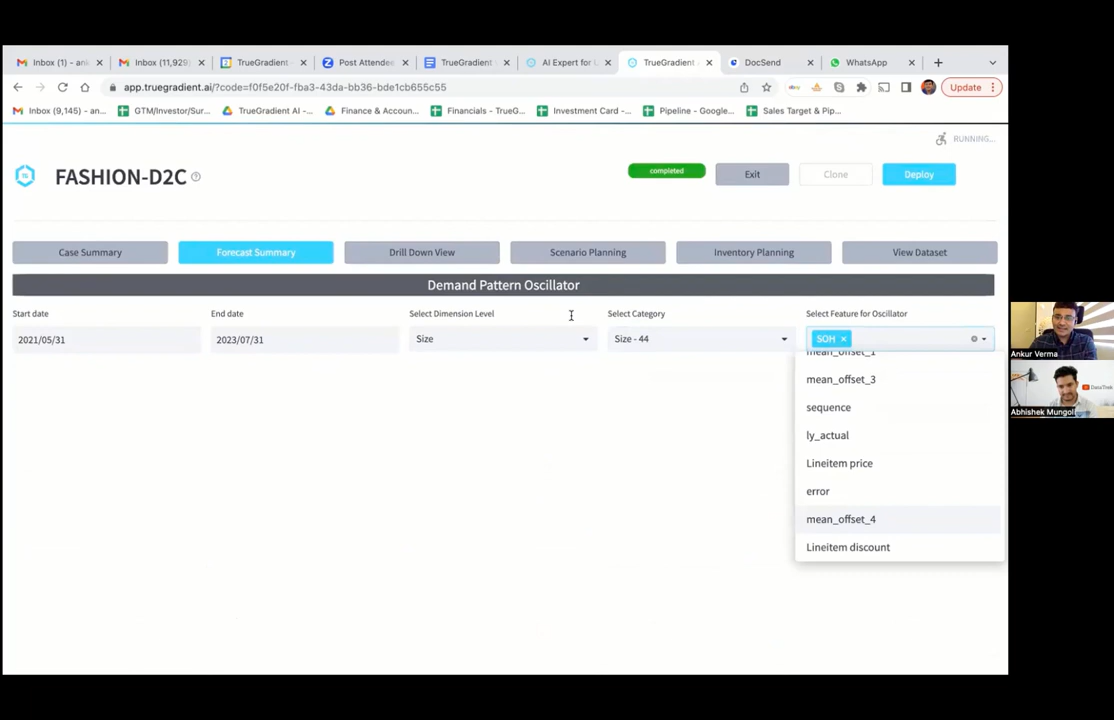 Inbox (1) - an
Inbox (11,929)
TrueGradient
Post Attendee
TrueGradient
AI Expert for U
TrueGradient
DocSend
WhatsApp
app.truegradient.ai/?code=f0f5e20f-fba3-43da-bb36-bde1cb655c55
Update
Inbox (9,145) - an...
GTM/Investor/Sur...
TrueGradient AI -...
Finance & Accoun...
Financials - TrueG...
Investment Card -...
Pipeline - Google...
Sales Target & Pip...
RUNNING...
FASHION-D2C
completed
Exit
Clone
Deploy
Case Summary
Forecast Summary
Drill Down View
Scenario Planning
Inventory Planning
View Dataset
Demand Pattern Oscillator
Start date
End date
Select Dimension Level
Select Category
Select Feature for Oscillator
2021/05/31
2023/07/31
Size
Size - 44
SOH
mean_offset_1
mean_offset_3
sequence
ly_actual
Lineitem price
error
mean_offset_4
Lineitem discount
Ankur Verma
DataTrek
Abhishek Mungoli